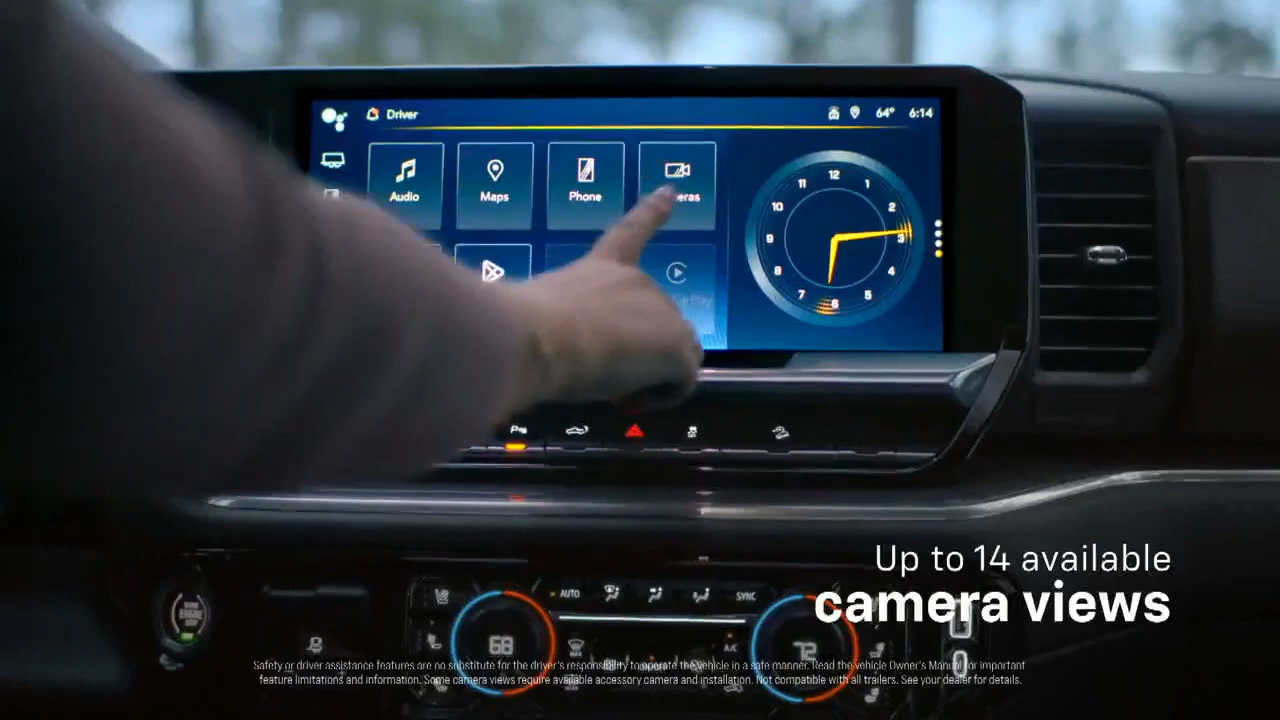 Driver
64° 6:14
Audio
Maps
Phone
eras
12
1
2
3
4
5
6
7
8
9
10
11
AUTO
SYNC
68
72
A/C
Up to 14 available
camera views
Safety or driver assistance features are no substitute for the driver's responsibility to operate the vehicle in a safe manner. Read the vehicle Owner's Manual for important
feature limitations and information. Some camera views require available accessory camera and installation. Not compatible with all trailers. See your dealer for details.